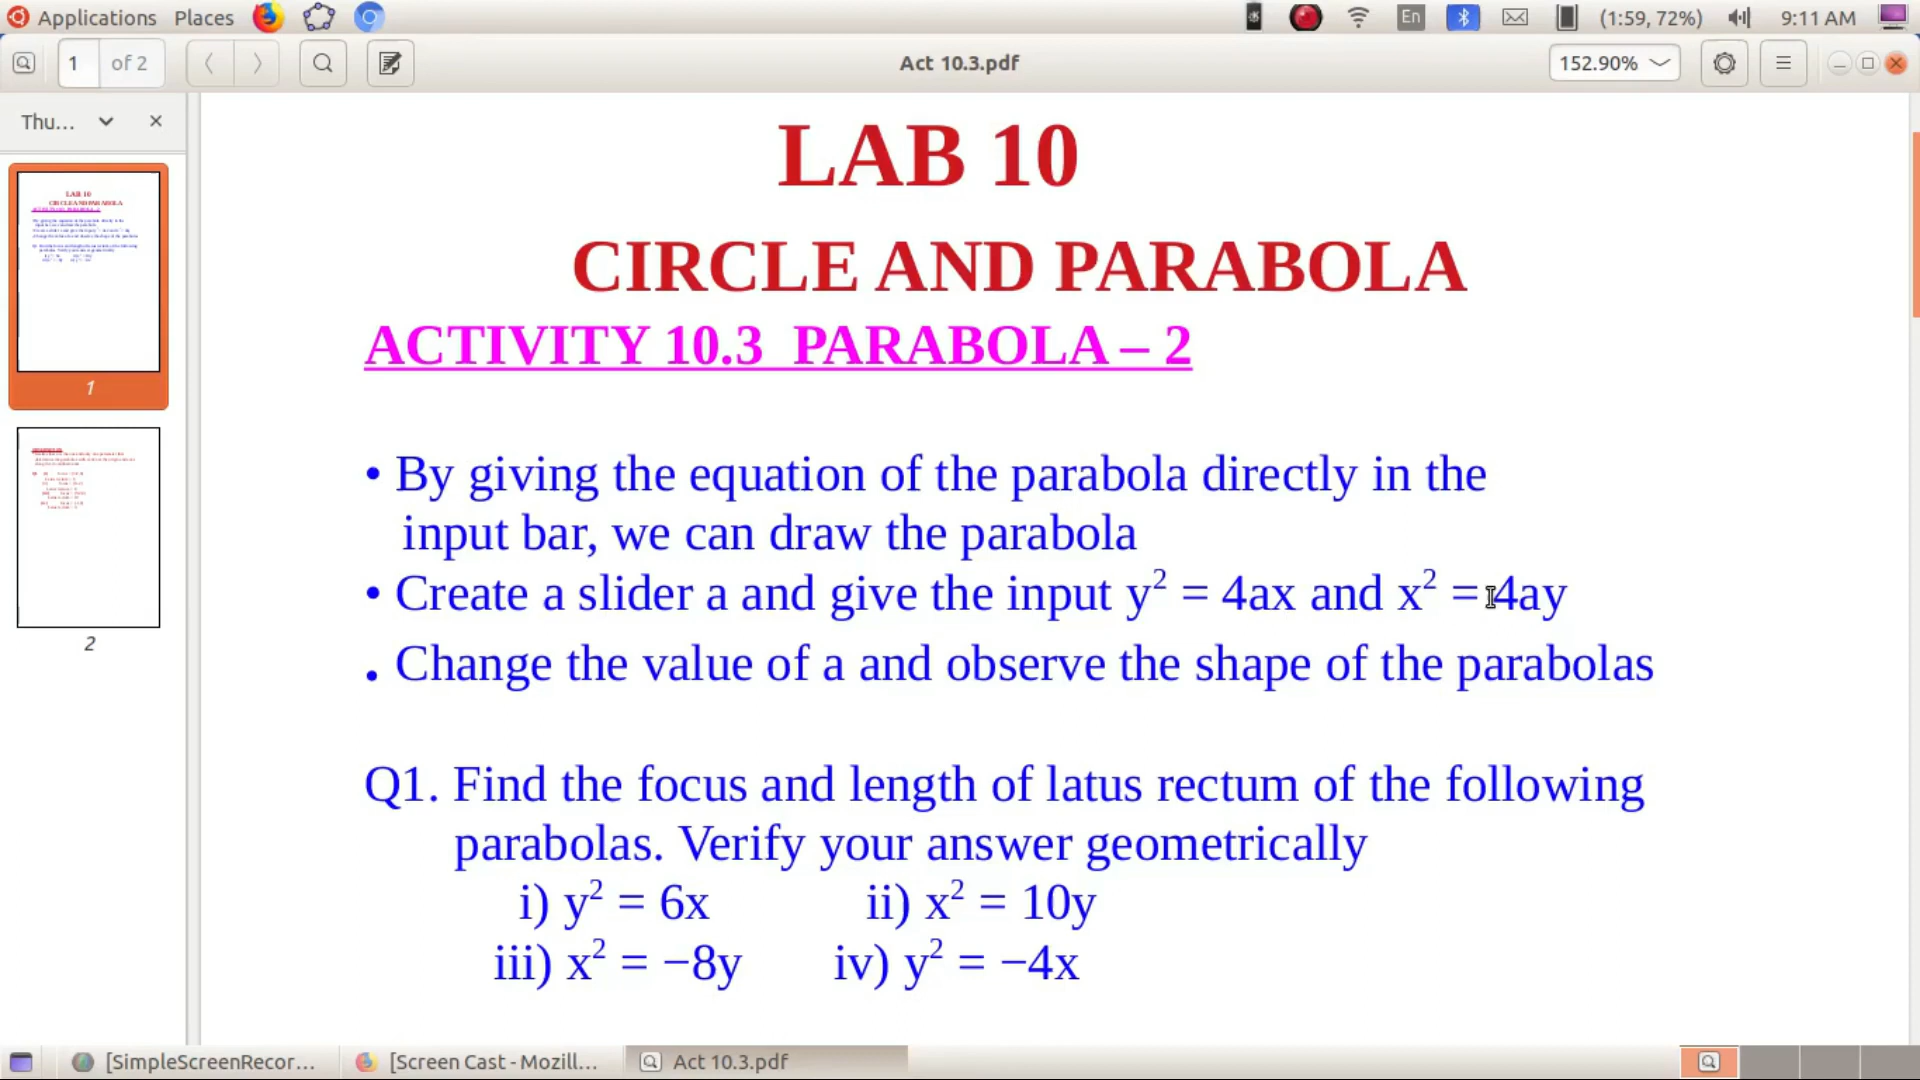 Applications Places En (1:59, 72%) 9:11 AM
1 of 2 Act 10.3.pdf 152.90%
Thu...
LAB 10
CIRCLE AND PARABOLA
ACTIVITY 10.3 PARABOLA – 2
• By giving the equation of the parabola directly in the
input bar, we can draw the parabola
• Create a slider a and give the input y² = 4ax and x² = 4ay
. Change the value of a and observe the shape of the parabolas
Q1. Find the focus and length of latus rectum of the following
parabolas. Verify your answer geometrically
i) y² = 6x ii) x² = 10y
iii) x² = −8y iv) y² = −4x
1
2
[SimpleScreenRecor... [Screen Cast - Mozill... Act 10.3.pdf